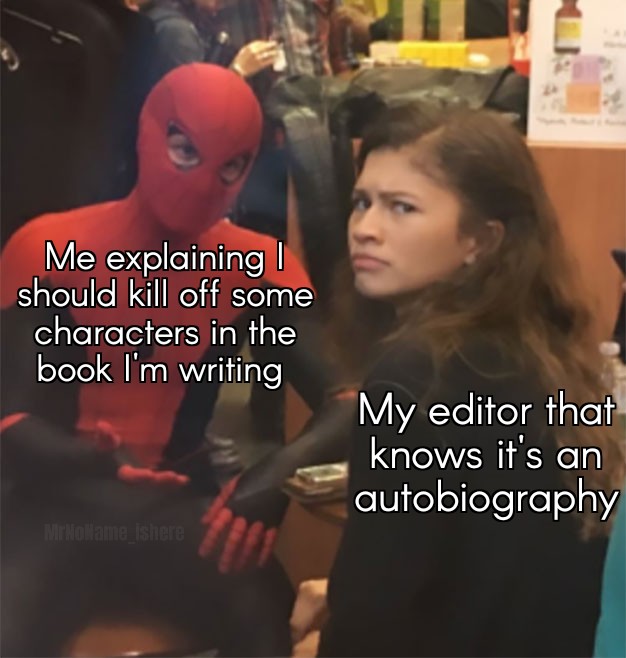 Me explaining I
should kill off some
characters in the
book I'm writing
My editor that
knows it's an
autobiography
MrNoName_ishere